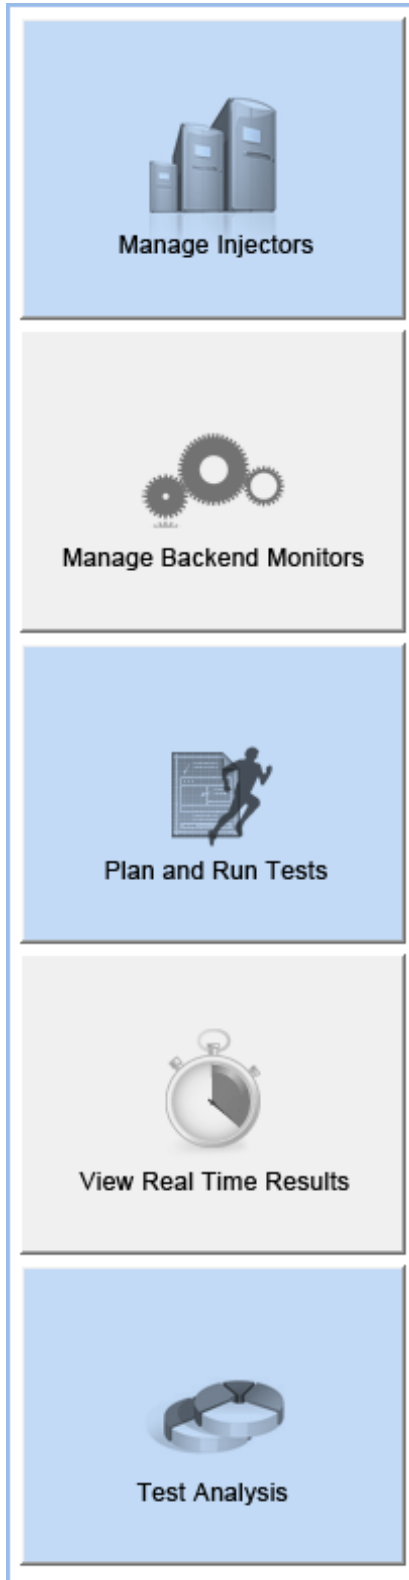 Manage Injectors
Manage Backend Monitors
Plan and Run Tests
View Real Time Results
Test Analysis